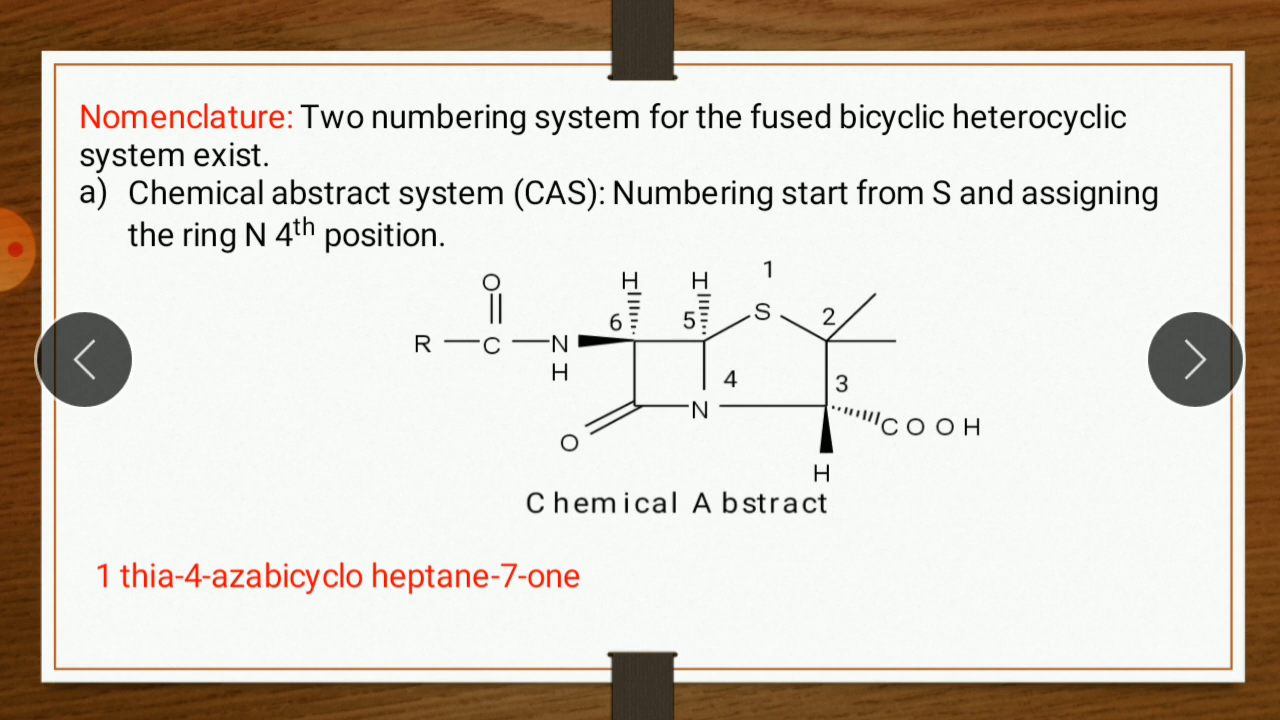 Nomenclature: Two numbering system for the fused bicyclic heterocyclic
system exist.
a) Chemical abstract system (CAS): Numbering start from S and assigning
the ring N 4th position.
O H H 1
6 5 S 2
R C N
H 4 3
N COOH
O
H
Chemical Abstract
1 thia-4-azabicyclo heptane-7-one